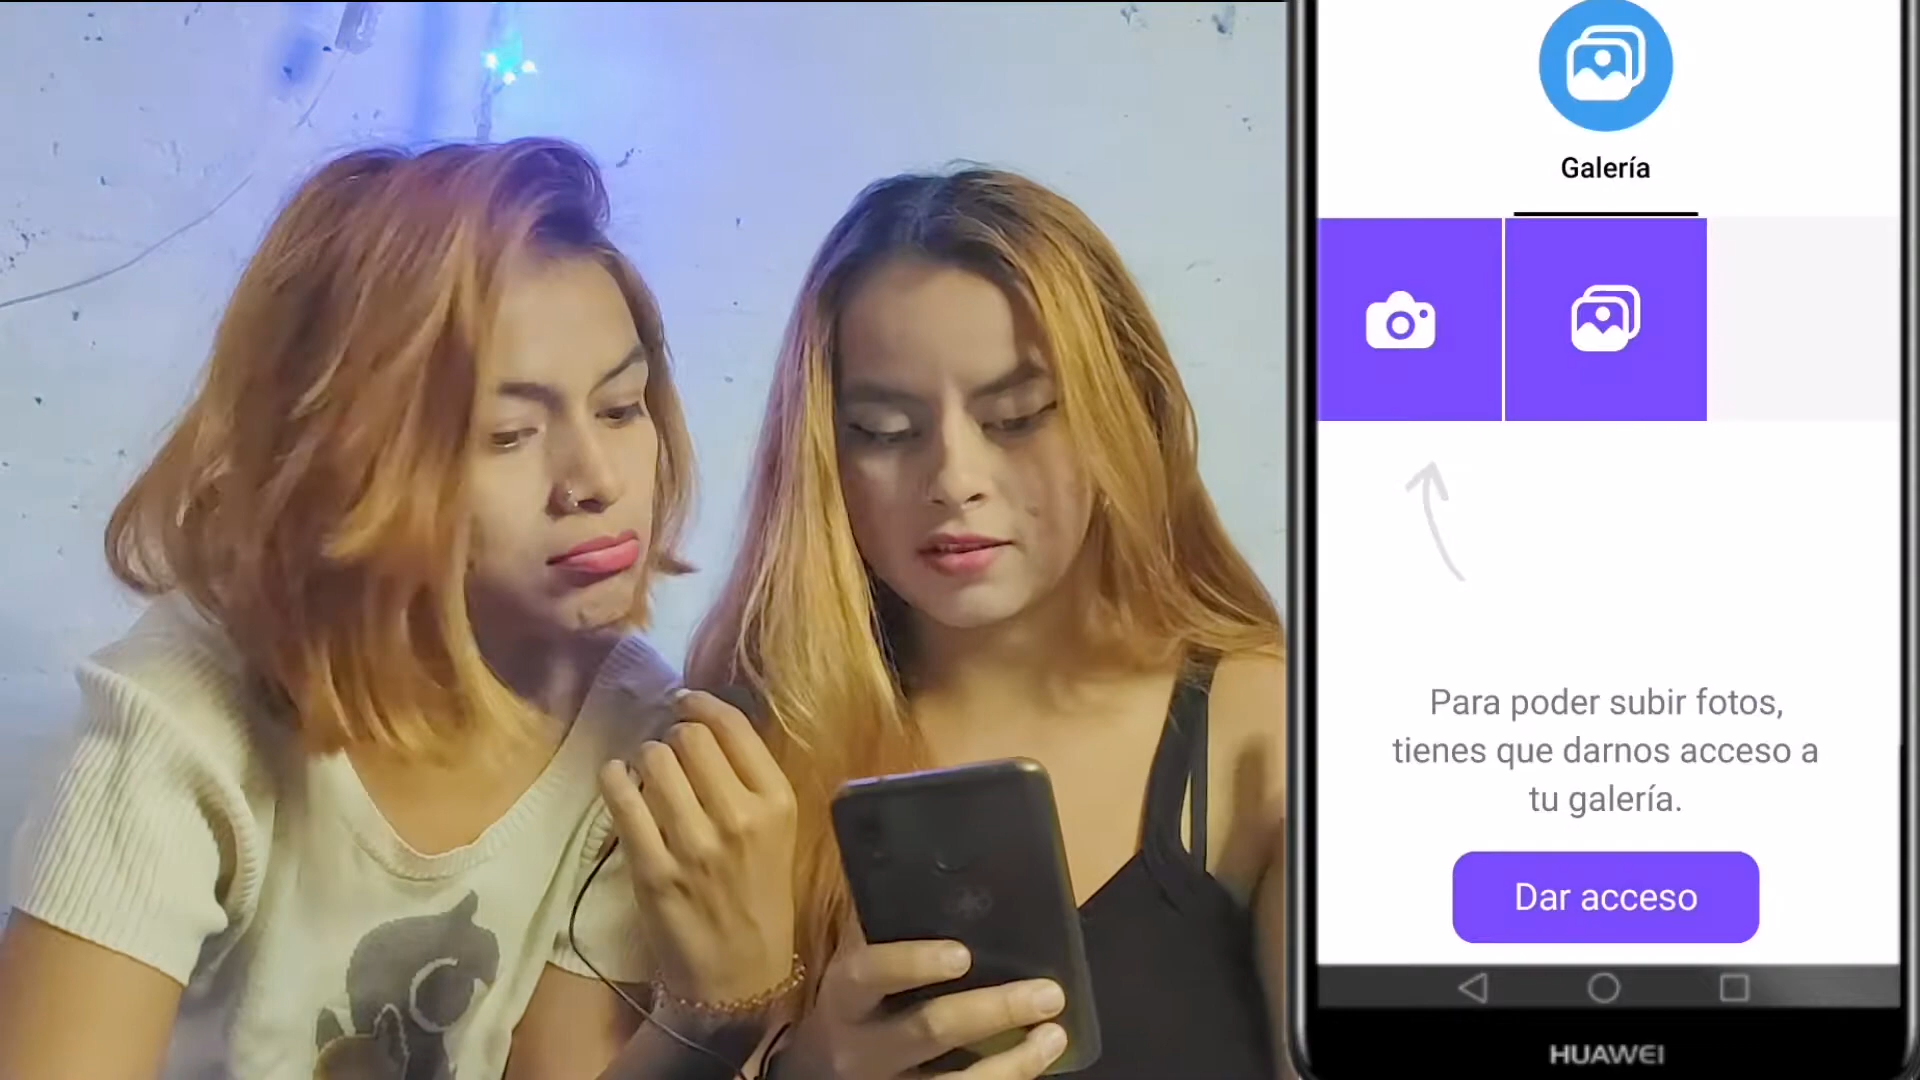 Galería
Para poder subir fotos,
tienes que darnos acceso a
tu galería.
Dar acceso
HUAWEI